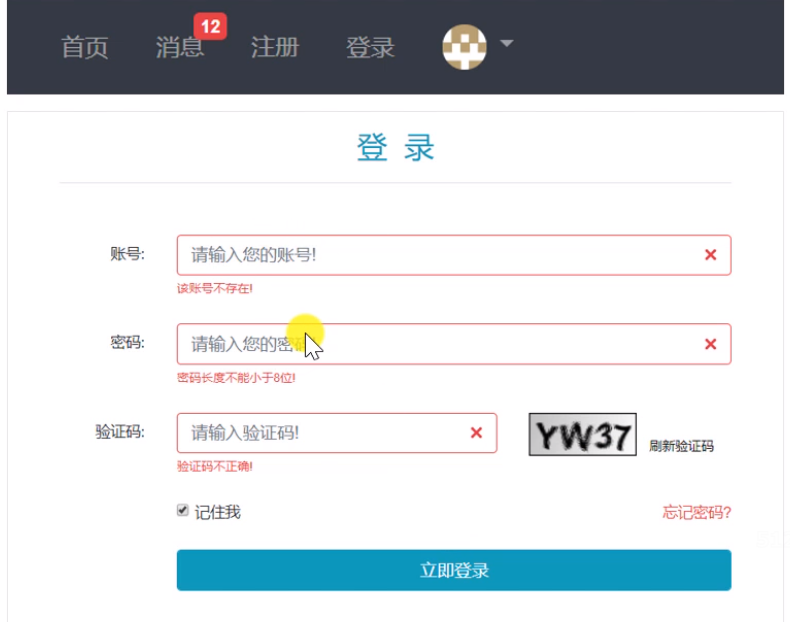 首页 消息 12 注册 登录
登 录
账号: 请输入您的账号!
该账号不存在!
密码: 请输入您的密码
密码长度不能小于8位!
验证码: 请输入验证码! YW37 刷新验证码
验证码不正确!
记住我 忘记密码?
立即登录